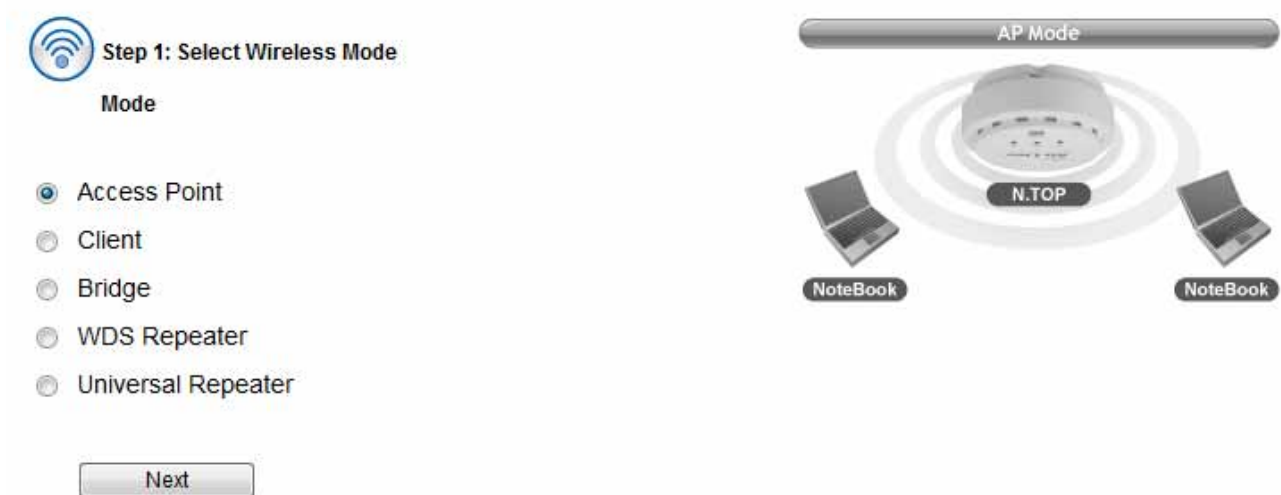 Step 1: Select Wireless Mode
Mode
Access Point
Client
Bridge
WDS Repeater
Universal Repeater
Next
AP Mode
N.TOP
NoteBook
NoteBook